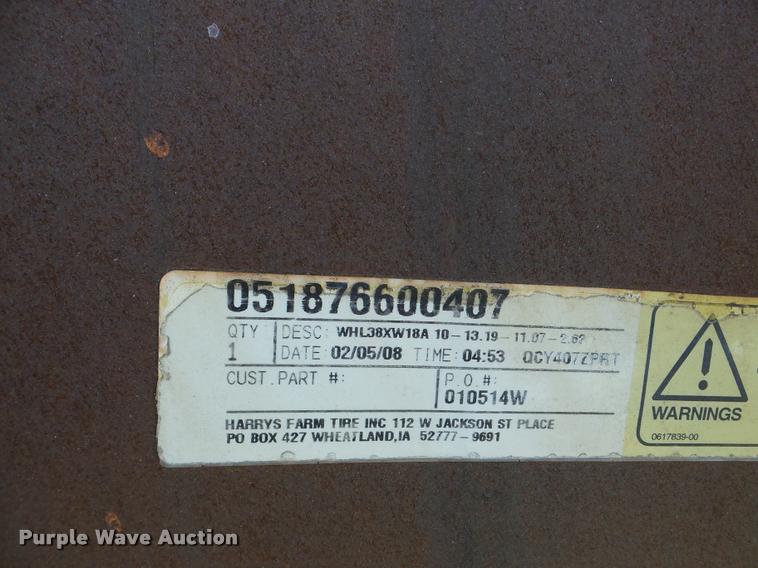 051876600407
QTY DESC: WHL38XW18A 10-13.19-11.07-2.62
1 DATE 02/05/08 TIME: 04:53 QCY407ZPRT
CUST. PART #: P.O.#:
010514W
HARRYS FARM TIRE INC 112 W JACKSON ST PLACE
PO BOX 427 WHEATLAND, IA 52777-9691
WARNINGS
0617839-00
Purple Wave Auction